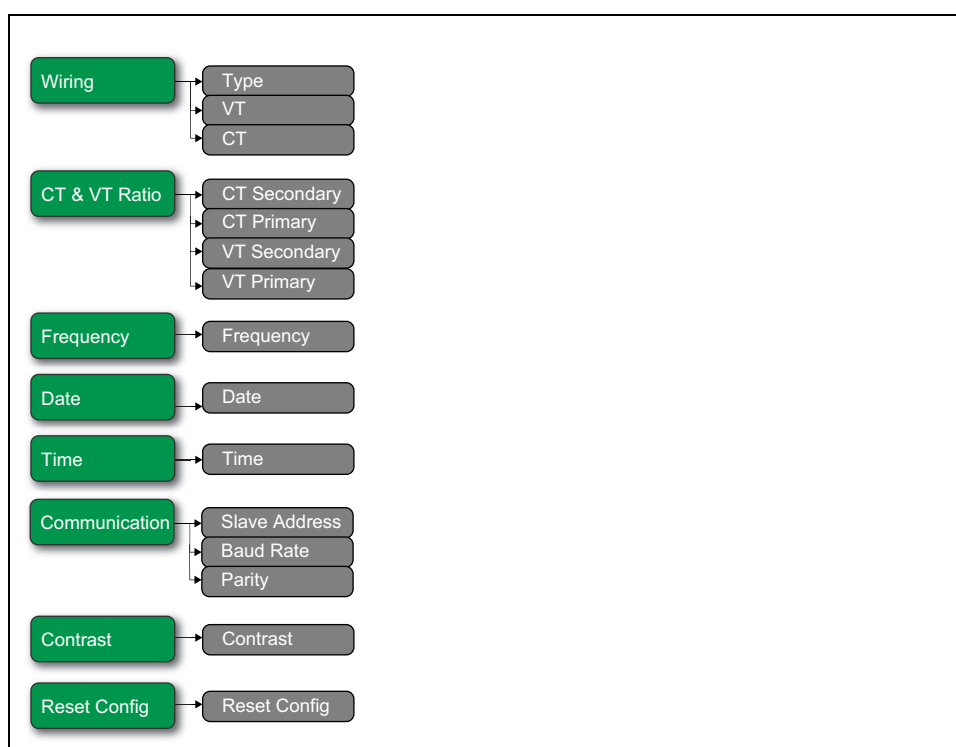 Wiring
Type
VT
CT
CT & VT Ratio
CT Secondary
CT Primary
VT Secondary
VT Primary
Frequency
Frequency
Date
Date
Time
Time
Communication
Slave Address
Baud Rate
Parity
Contrast
Contrast
Reset Config
Reset Config